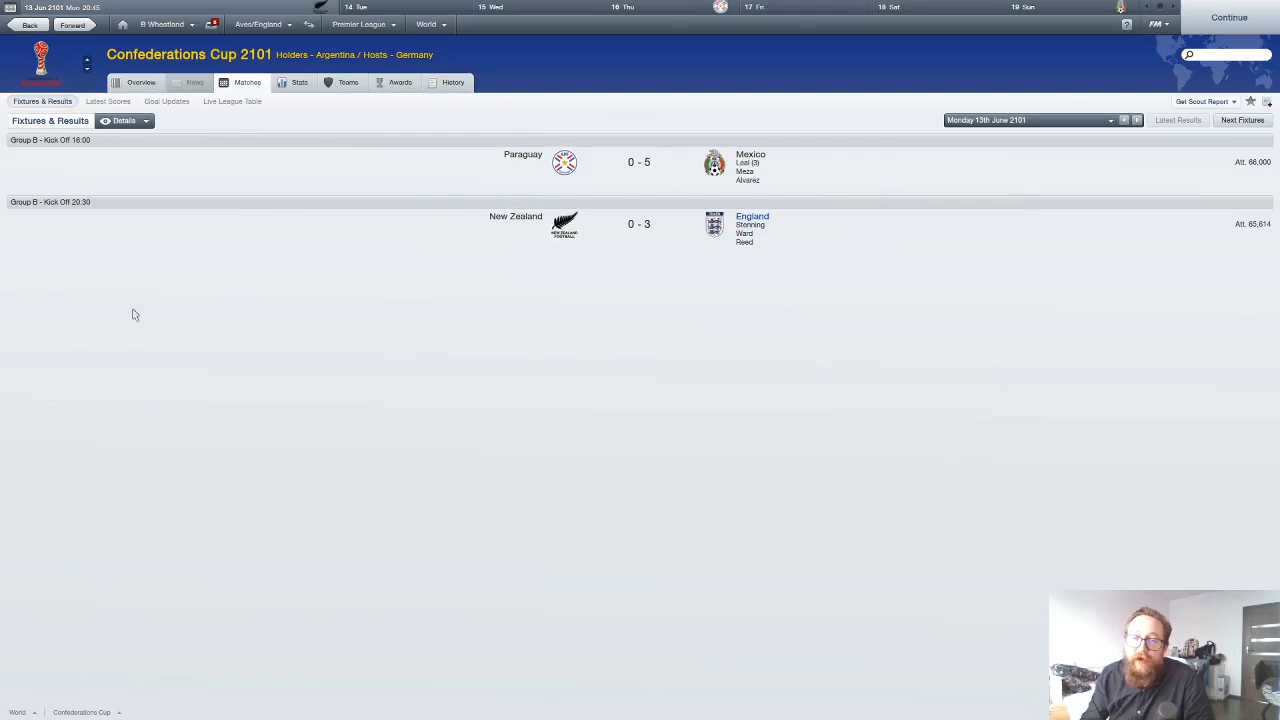 13 Jun 2101 Mon 20:45
14 Tue
15 Wed
16 Thu
17 Fri
18 Sat
19 Sun
Continue
Back
Forward
B Wheatland
Aves/England
Premier League
World
?
FM
Confederations Cup 2101 Holders - Argentina / Hosts - Germany
Overview
News
Matches
Stats
Teams
Awards
History
Fixtures & Results
Latest Scores
Goal Updates
Live League Table
Get Scout Report
Fixtures & Results
Details
Monday 13th June 2101
Latest Results
Next Fixtures
Group B - Kick Off 16:00
Paraguay
0 - 5
Mexico
Leal (3)
Meza
Alvarez
Att. 66,000
Group B - Kick Off 20:30
New Zealand
NEW ZEALAND
FOOTBALL
0 - 3
England
Stenning
Ward
Reed
Att. 65,614
World
Confederations Cup